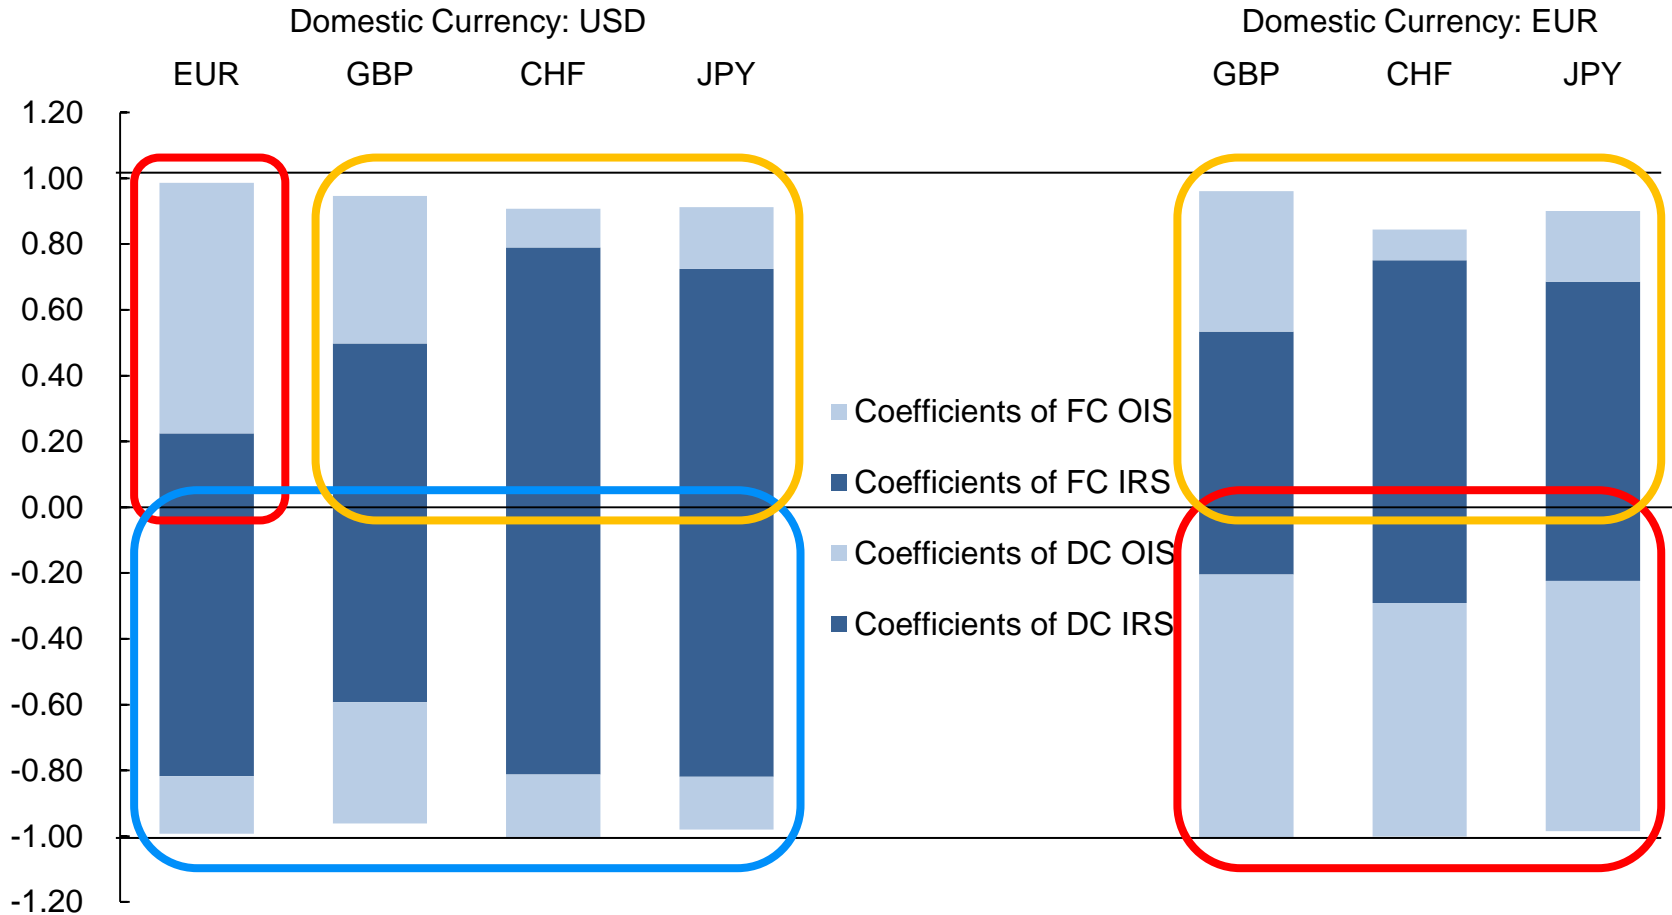 Domestic Currency: USD Domestic Currency: EUR
EUR GBP CHF JPY GBP CHF JPY
1.20
1.00
0.80
0.60
0.40
Coefficients of FC OIS
0.20
Coefficients of FC IRS
0.00
Coefficients of DC OIS
-0.20
Coefficients of DC IRS
-0.40
-0.60
-0.80
-1.00
-1.20